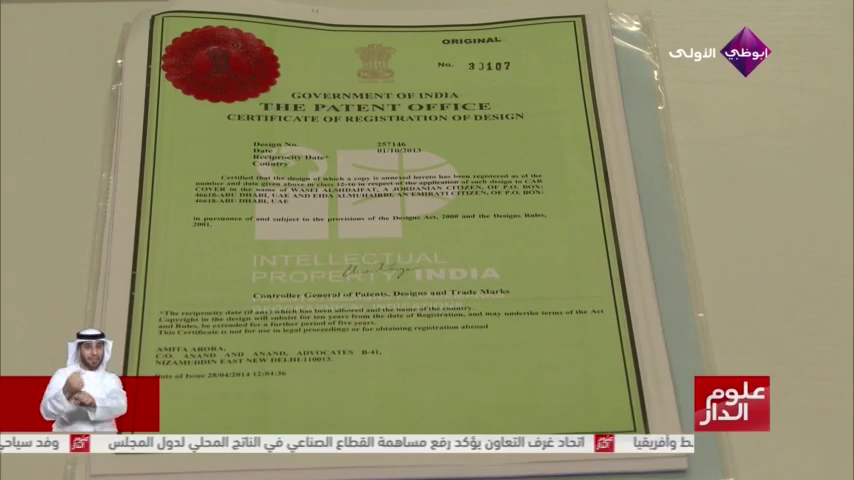 ORIGINAL
No. 30107
أبوظبي الأولى
GOVERNMENT OF INDIA
THE PATENT OFFICE
CERTIFICATE OF REGISTRATION OF DESIGN
Design No. 257146
Date 01/10/2013
Reciprocity Date*
Country
Certified that the design of which a copy is annexed hereto has been registered as of the
number and date given above in class 12-16 in respect of the application of such design to CAR
COVER in the name of WASFI ALSHDAIFAT, A JORDANIAN CITIZEN, OF P.O. BOX:
46618-ABU DHABI, UAE AND EIDA ALMUHAIRBI, AN EMIRATI CITIZEN, OF P.O. BOX:
46618-ABU DHABI, UAE
in pursuance of and subject to the provisions of the Designs Act, 2000 and the Designs Rules,
2001.
INTELLECTUAL
PROPERTY INDIA
Controller General of Patents, Designs and Trade Marks
*The reciprocity date (if any) which has been allowed and the name of the country.
Copyright in the design will subsist for ten years from the date of Registration, and may under the terms of the Act
and Rules, be extended for a further period of five years.
This Certificate is not for use in legal proceedings or for obtaining registration abroad
AMITA ARORA,
C/O. ANAND AND ANAND, ADVOCATES B-41,
NIZAMUDDIN EAST NEW DELHI-110013.
Date of Issue 28/04/2014 12:04:36
علوم
الدار
ط وأفريقيا علوم الدار اتحاد غرف التعاون يؤكد رفع مساهمة القطاع الصناعي في الناتج المحلي لدول المجلس علوم الدار وفد سياحي